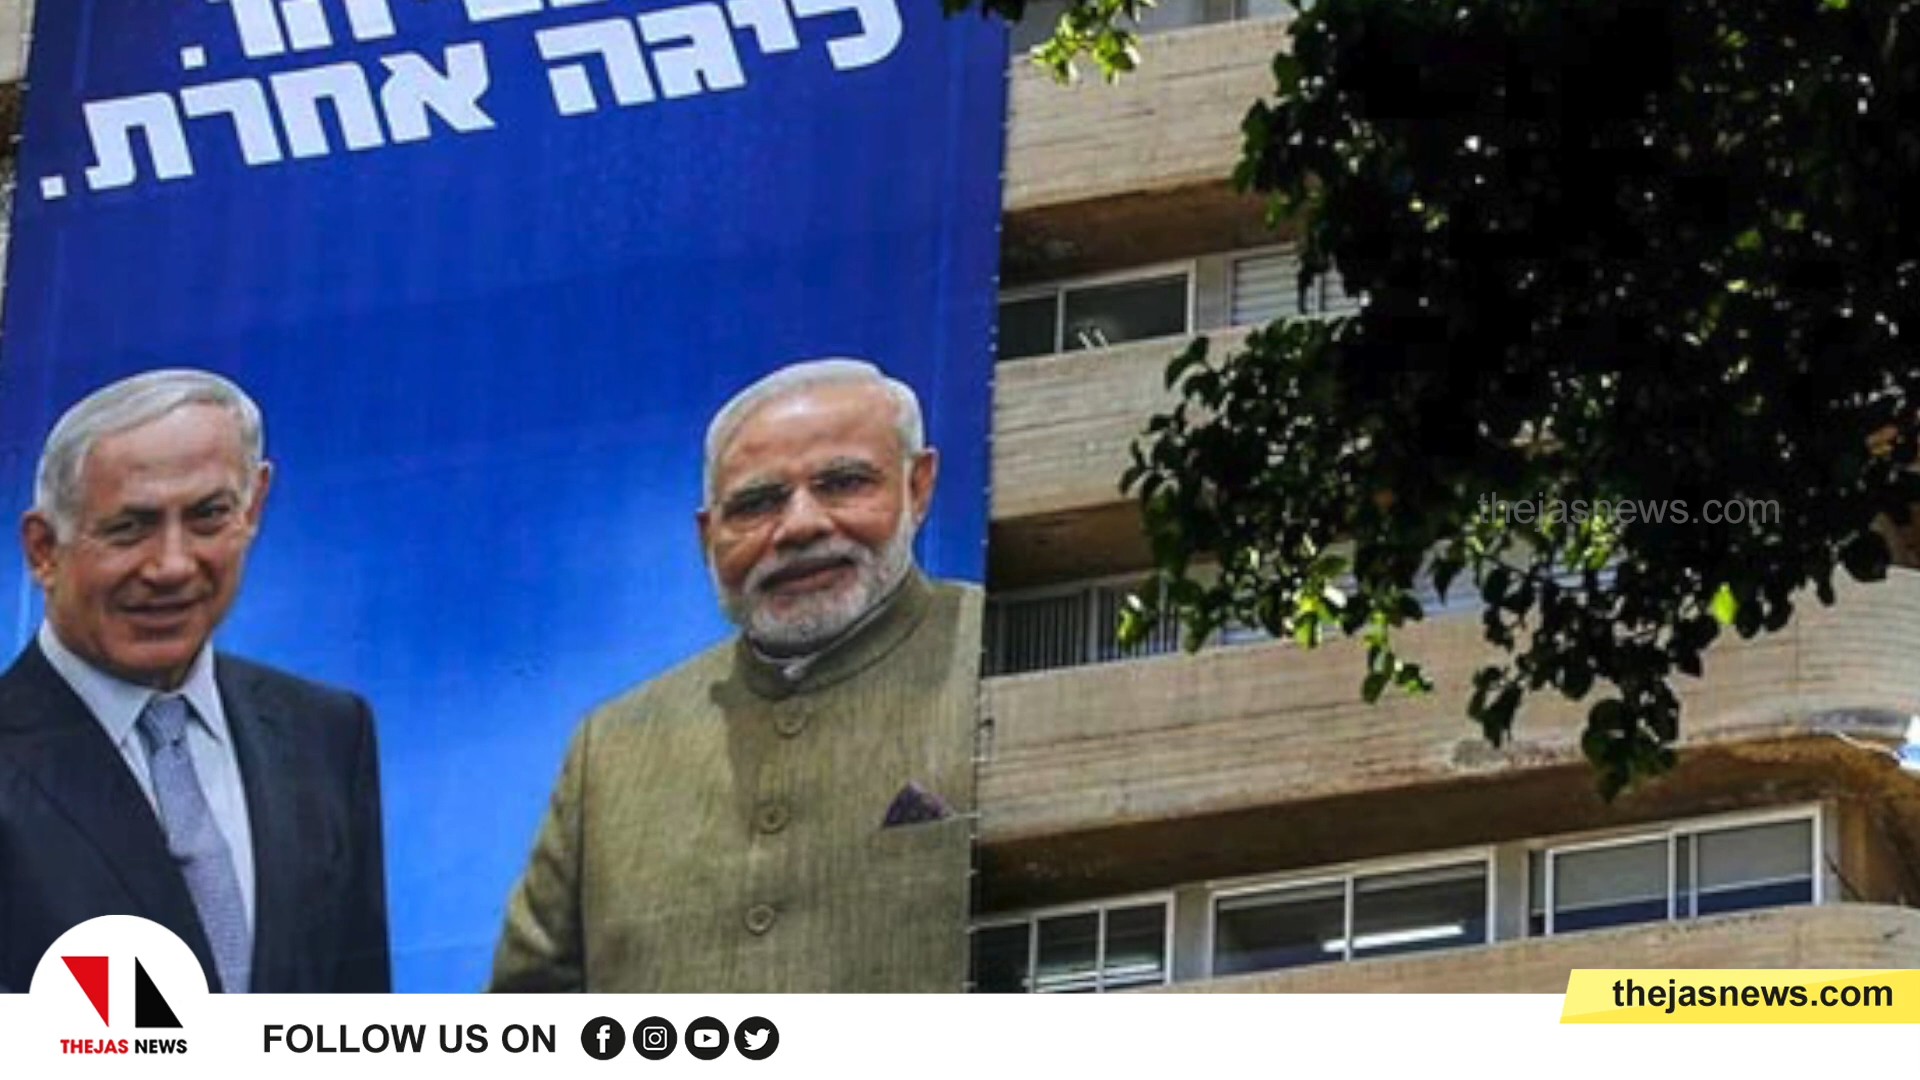 ליגה אחרת.
thejasnews.com
thejasnews.com
THEJAS NEWS
FOLLOW US ON